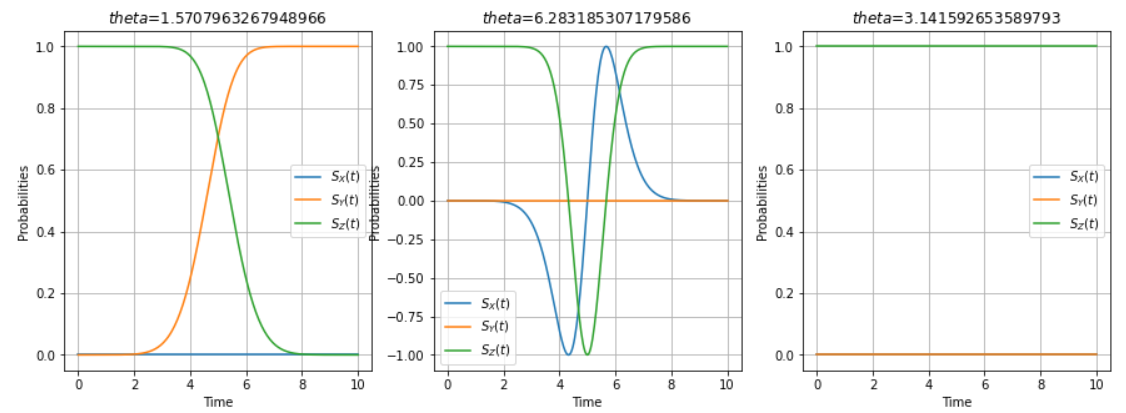 theta=1.5707963267948966
Probabilities
1.0
0.8
0.6
0.4
0.2
0.0
S_X(t)
S_Y(t)
S_Z(t)
0 2 4 6 8 10
Time
theta=6.283185307179586
Probabilities
1.00
0.75
0.50
0.25
0.00
−0.25
−0.50
−0.75
−1.00
S_X(t)
S_Y(t)
S_Z(t)
0 2 4 6 8 10
Time
theta=3.141592653589793
Probabilities
1.0
0.8
0.6
0.4
0.2
0.0
S_X(t)
S_Y(t)
S_Z(t)
0 2 4 6 8 10
Time